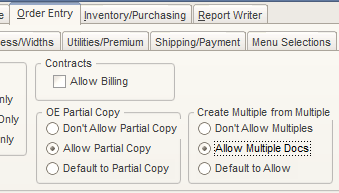 e Order Entry Inventory/Purchasing Report Writer
ess/Widths Utilities/Premium Shipping/Payment Menu Selections
Contracts
Allow Billing
nly
Only
nly
OE Partial Copy
Don't Allow Partial Copy
Allow Partial Copy
Default to Partial Copy
Create Multiple from Multiple
Don't Allow Multiples
Allow Multiple Docs
Default to Allow